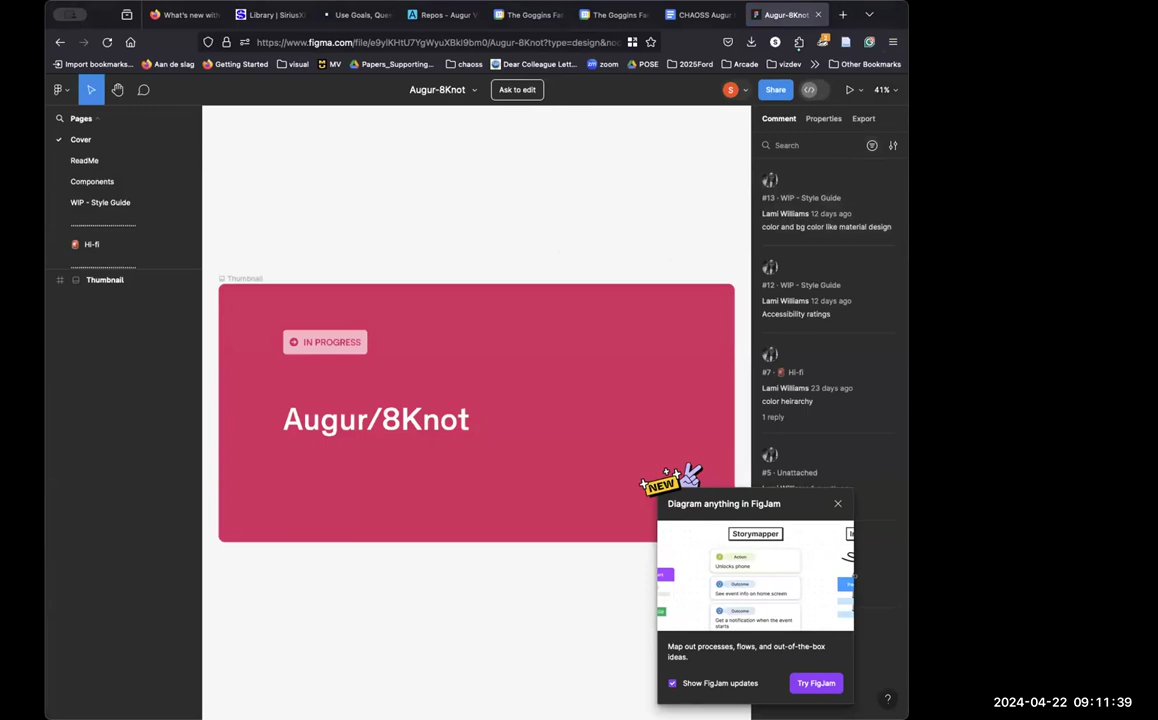 What's new with
Library | SiriusX
Use Goals, Ques
Repos - Augur V
The Goggins Fa
The Goggins Fa
CHAOSS Augur
Augur-8Knot
https://www.figma.com/file/e9ylKHtU7YgWyuXBkI9bm0/Augur-8Knot?type=design&no
Import bookmarks...
Aan de slag
Getting Started
visual
MV
Papers_Supporting...
chaoss
Dear Colleague Lett...
zoom
POSE
2025Ford
Arcade
vizdev
Other Bookmarks
Augur-8Knot
Ask to edit
S
Share
41%
Pages
Cover
ReadMe
Components
WIP - Style Guide
Hi-fi
Thumbnail
Thumbnail
IN PROGRESS
Augur/8Knot
Comment
Properties
Export
Search
#13 · WIP - Style Guide
Lami Williams 12 days ago
color and bg color like material design
#12 · WIP - Style Guide
Lami Williams 12 days ago
Accessibility ratings
#7 · Hi-fi
Lami Williams 23 days ago
color heirarchy
1 reply
#5 · Unattached
NEW
Diagram anything in FigJam
Storymapper
Action
Unlocks phone
Outcome
See event info on home screen
Outcome
Get a notification when the event
starts
Map out processes, flows, and out-of-the-box
ideas.
Show FigJam updates
Try FigJam
?
2024-04-22 09:11:39